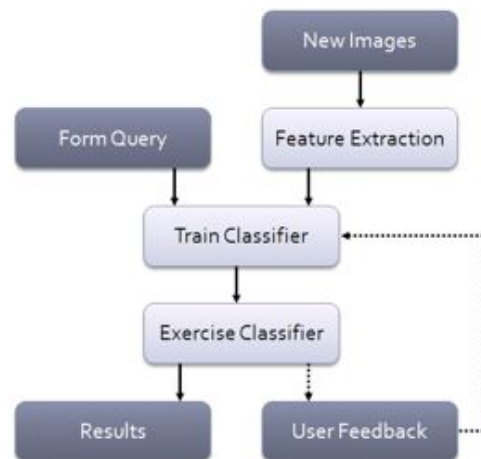 New Images
Form Query
Feature Extraction
Train Classifier
Exercise Classifier
Results
User Feedback